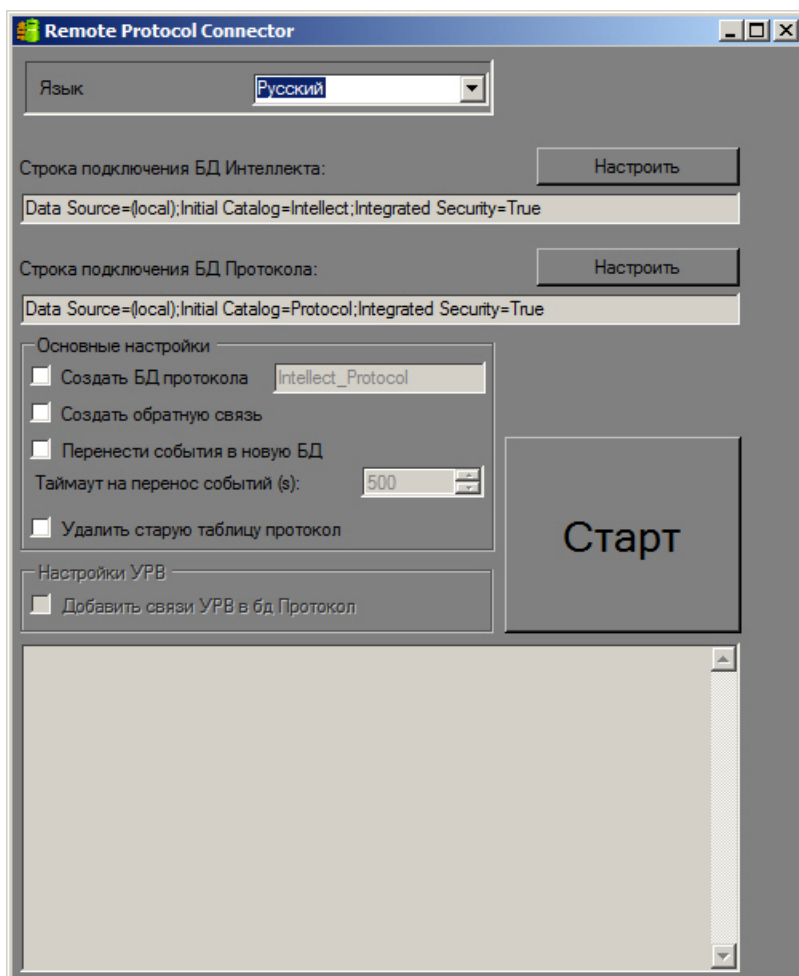 Remote Protocol Connector
Язык Русский
Строка подключения БД Интеллекта: Настроить
Data Source=(local);Initial Catalog=Intellect;Integrated Security=True
Строка подключения БД Протокола: Настроить
Data Source=(local);Initial Catalog=Protocol;Integrated Security=True
Основные настройки
Создать БД протокола Intellect_Protocol
Создать обратную связь
Перенести события в новую БД
Таймаут на перенос событий (s): 500
Удалить старую таблицу протокол
Старт
Настройки УРВ
Добавить связи УРВ в бд Протокол